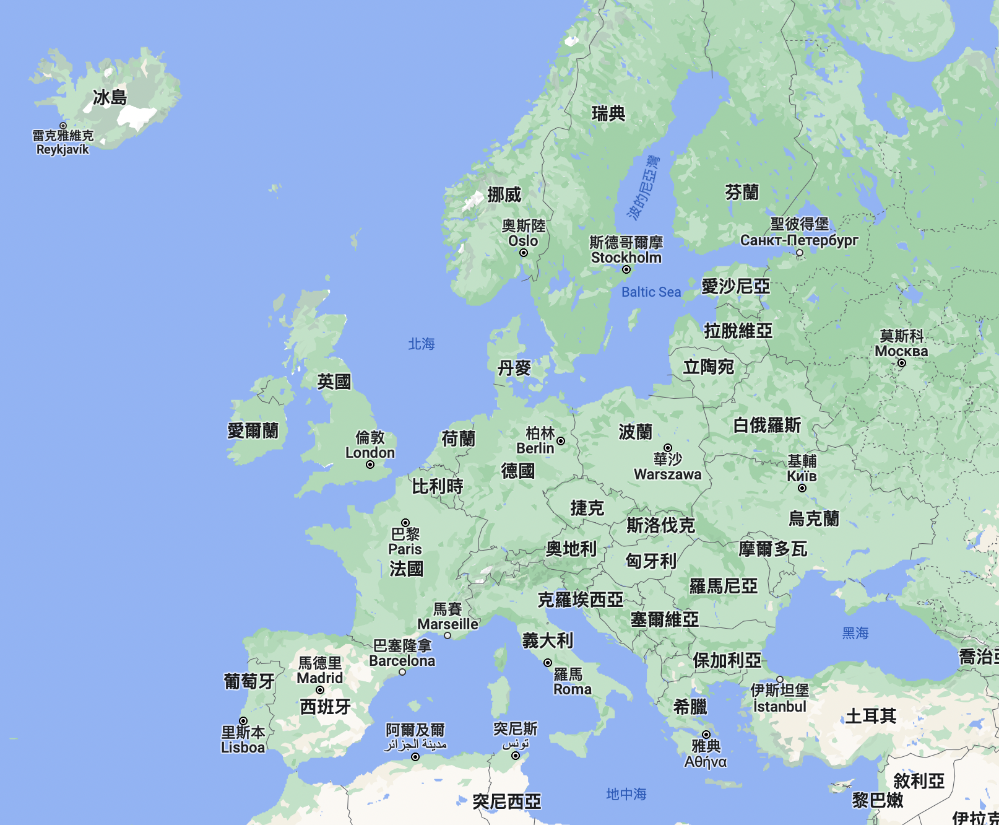 冰島
雷克雅維克
Reykjavík
瑞典
波的尼亞灣
挪威
芬蘭
奧斯陸
Oslo
斯德哥爾摩
Stockholm
聖彼得堡
Санкт-Петербург
Baltic Sea
愛沙尼亞
拉脫維亞
莫斯科
Москва
北海
丹麥
立陶宛
英國
愛爾蘭
倫敦
London
荷蘭
柏林
Berlin
波蘭
華沙
Warszawa
白俄羅斯
基輔
Київ
德國
比利時
捷克
斯洛伐克
烏克蘭
巴黎
Paris
法國
奧地利
匈牙利
摩爾多瓦
羅馬尼亞
克羅埃西亞
塞爾維亞
馬賽
Marseille
黑海
義大利
巴塞隆拿
Barcelona
保加利亞
喬治亞
馬德里
Madrid
葡萄牙
羅馬
Roma
西班牙
伊斯坦堡
İstanbul
希臘
土耳其
里斯本
Lisboa
阿爾及爾
مدينة الجزائر
突尼斯
تونس
雅典
Αθήνα
地中海
突尼西亞
敘利亞
黎巴嫩
伊拉克